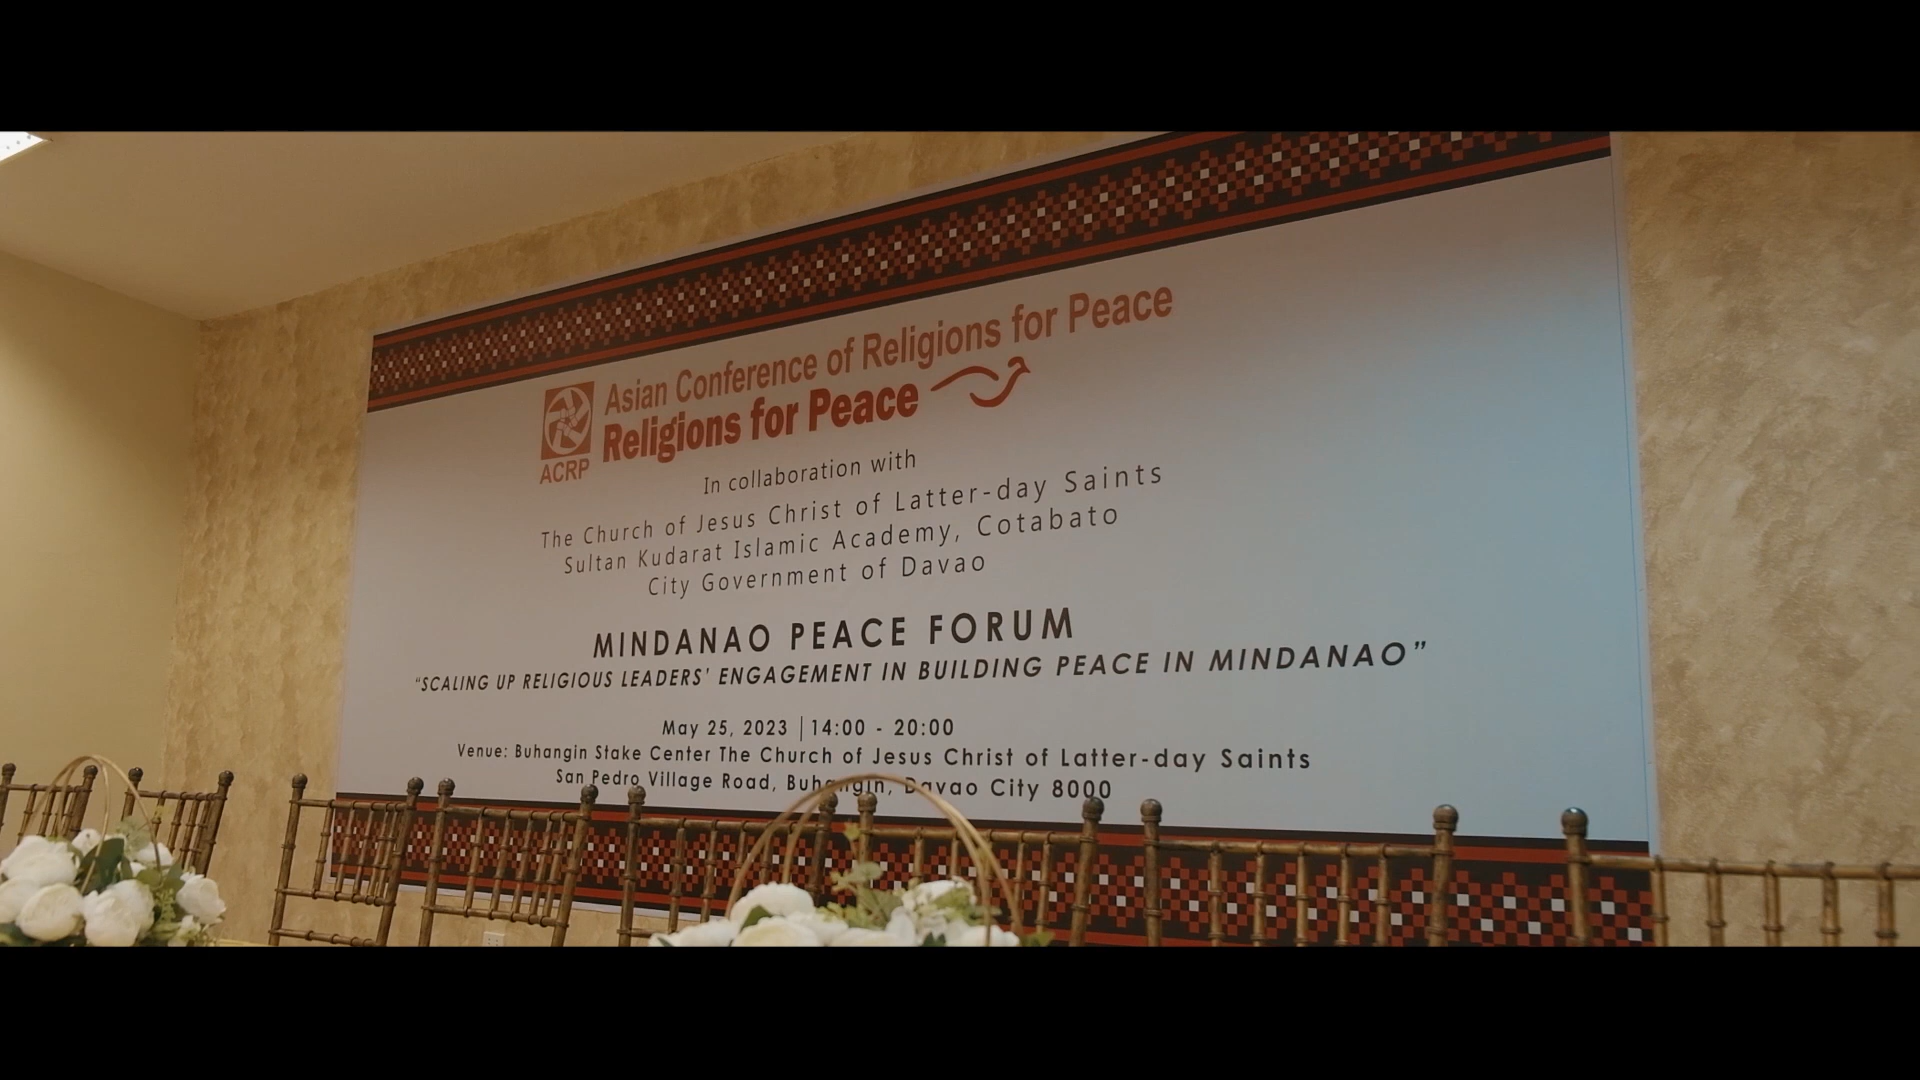 Asian Conference of Religions for Peace
Religions for Peace
ACRP
In collaboration with
The Church of Jesus Christ of Latter-day Saints
Sultan Kudarat Islamic Academy, Cotabato
City Government of Davao
MINDANAO PEACE FORUM
“SCALING UP RELIGIOUS LEADERS’ ENGAGEMENT IN BUILDING PEACE IN MINDANAO”
May 25, 2023 | 14:00 - 20:00
Venue: Buhangin Stake Center The Church of Jesus Christ of Latter-day Saints
San Pedro Village Road, Buhangin, Davao City 8000